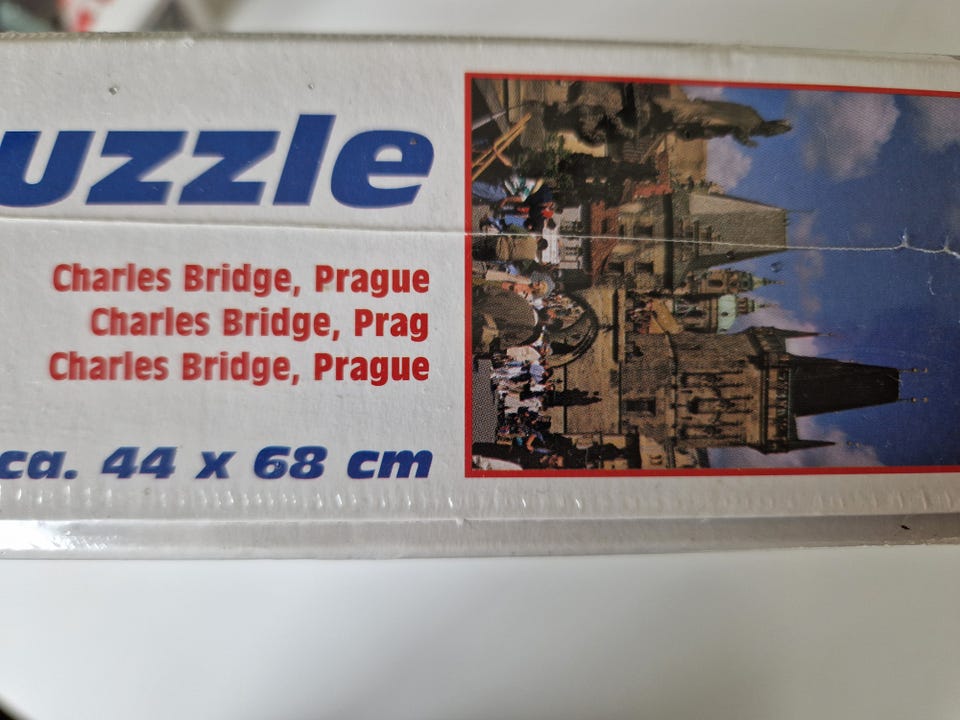 uzzle
Charles Bridge, Prague
Charles Bridge, Prag
Charles Bridge, Prague
ca. 44 x 68 cm